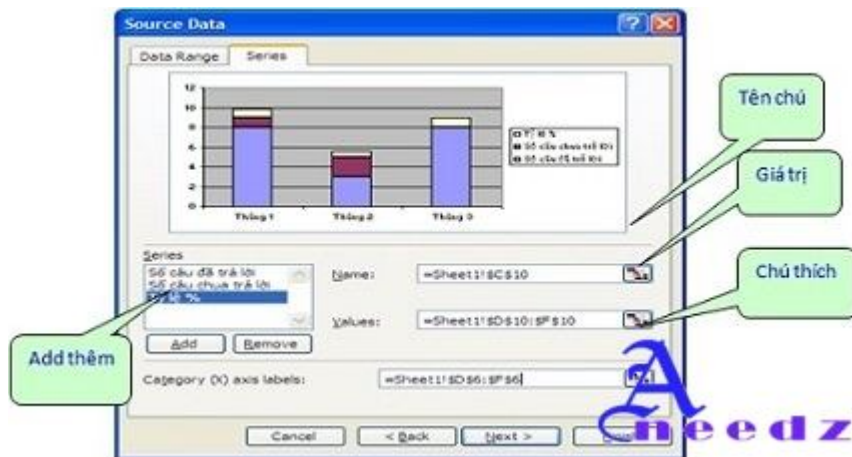 Source Data
Data Range Series
12
10
8
6
4
2
0
Tháng 1 Tháng 2 Tháng 3
Tỷ lệ %
Số câu chưa trả lời
Số câu đã trả lời
Tên chú
Giá trị
Chú thích
Add thêm
Series
Số câu đã trả lời
Số câu chưa trả lời
lệ %
Name: =Sheet1!$C$10
Values: =Sheet1!$D$10:$F$10
Add Remove
Category (X) axis labels: =Sheet1!$D$6:$F$6
Cancel < Back Next >
Aneedz